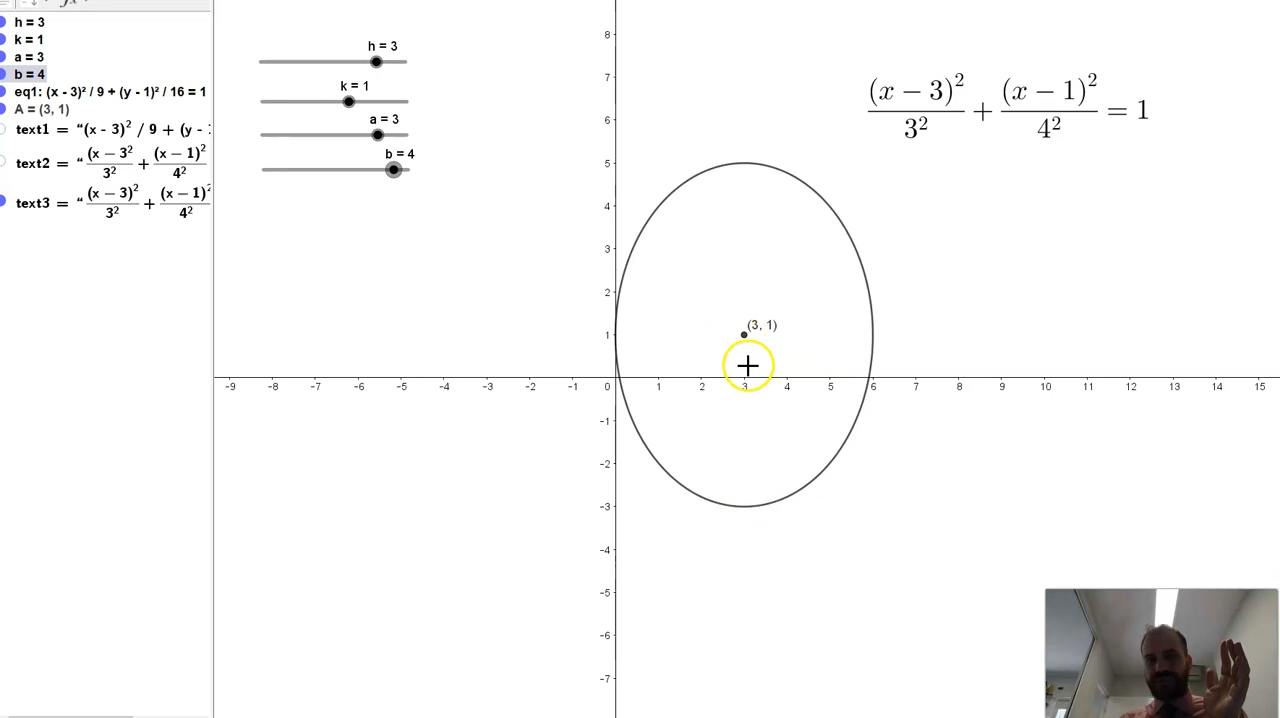 h = 3
k = 1
a = 3
b = 4
eq1: (x - 3)² / 9 + (y - 1)² / 16 = 1
A = (3, 1)
text1 = “(x - 3)² / 9 + (y -
text2 = “ (x − 3² / 3² + (x − 1)² / 4²
text3 = “ (x − 3)² / 3² + (x − 1)² / 4²
h = 3
k = 1
a = 3
b = 4
(x − 3)² / 3² + (x − 1)² / 4² = 1
8
7
6
5
4
3
2
1
(3, 1)
-9 -8 -7 -6 -5 -4 -3 -2 -1 0 1 2 3 4 5 6 7 8 9 10 11 12 13 14 15
-1
-2
-3
-4
-5
-6
-7